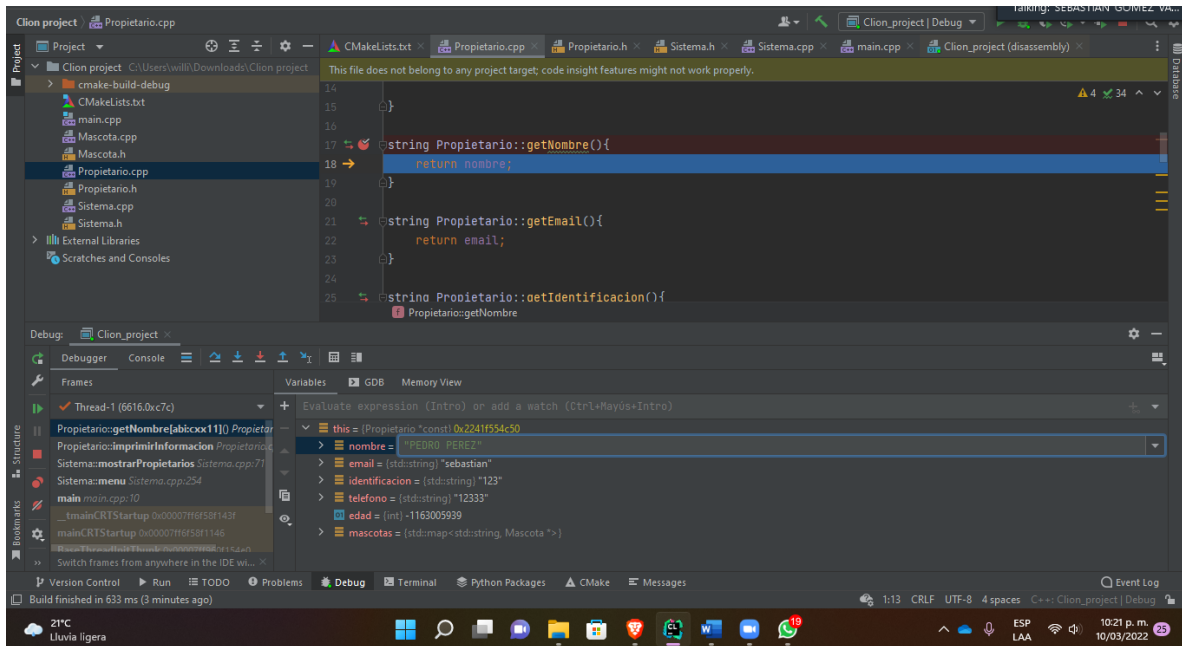 Talking: SEBASTIAN GOMEZ VA...
Clion project Propietario.cpp
Clion_project | Debug
Project
CMakeLists.txt Propietario.cpp Propietario.h Sistema.h Sistema.cpp main.cpp Clion_project (disassembly)
Project
Database
Clion project C:\Users\willi\Downloads\Clion project
cmake-build-debug
CMakeLists.txt
main.cpp
Mascota.cpp
Mascota.h
Propietario.cpp
Propietario.h
Sistema.cpp
Sistema.h
External Libraries
Scratches and Consoles
This file does not belong to any project target; code insight features might not work properly.
4 34
14
15 }
16
17 string Propietario::getNombre(){
18 return nombre;
19 }
20
21 string Propietario::getEmail(){
22 return email;
23 }
24
25 string Propietario::getIdentificacion(){
f Propietario::getNombre
Debug: Clion_project
Debugger Console
Frames
Variables GDB Memory View
Thread-1 (6616.0xc7c)
Evaluate expression (Intro) or add a watch (Ctrl+Mayús+Intro)
Propietario::getNombre[abi:cxx11]() Propietar
Propietario::imprimirInformacion Propietario.c
Sistema::mostrarPropietarios Sistema.cpp:71
Sistema::menu Sistema.cpp:254
main main.cpp:10
__tmainCRTStartup 0x00007ff6f58f143f
mainCRTStartup 0x00007ff6f58f1146
BaseThreadInitThunk
Switch frames from anywhere in the IDE wi...
this = {Propietario *const} 0x2241f554c50
nombre = "PEDRO PEREZ"
email = {std::string} "sebastian"
identificacion = {std::string} "123"
telefono = {std::string} "12333"
edad = {int} -1163005939
mascotas = {std::map<std::string, Mascota *>}
Structure
Bookmarks
Version Control Run TODO Problems Debug Terminal Python Packages CMake Messages Event Log
Build finished in 633 ms (3 minutes ago)
1:13 CRLF UTF-8 4 spaces C++: Clion_project | Debug
21°C
Lluvia ligera
19
ESP
LAA
10:21 p. m.
10/03/2022
25